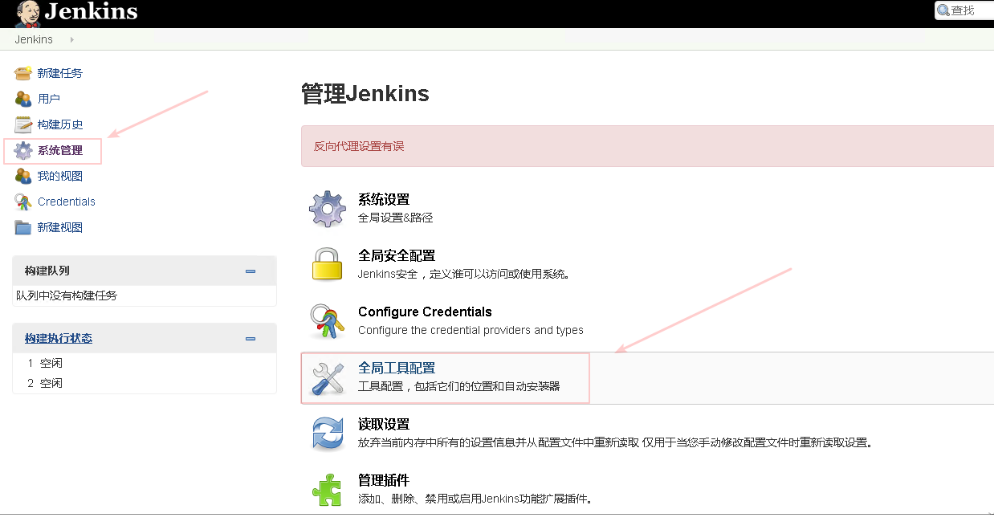 Jenkins
查找
Jenkins
新建任务
用户
构建历史
系统管理
我的视图
Credentials
新建视图
构建队列
队列中没有构建任务
构建执行状态
1 空闲
2 空闲
管理Jenkins
反向代理设置有误
系统设置
全局设置&路径
全局安全配置
Jenkins安全，定义谁可以访问或使用系统。
Configure Credentials
Configure the credential providers and types
全局工具配置
工具配置，包括它们的位置和自动安装器
读取设置
放弃当前内存中所有的设置信息并从配置文件中重新读取 仅用于当您手动修改配置文件时重新读取设置。
管理插件
添加、删除、禁用或启用Jenkins功能扩展插件。